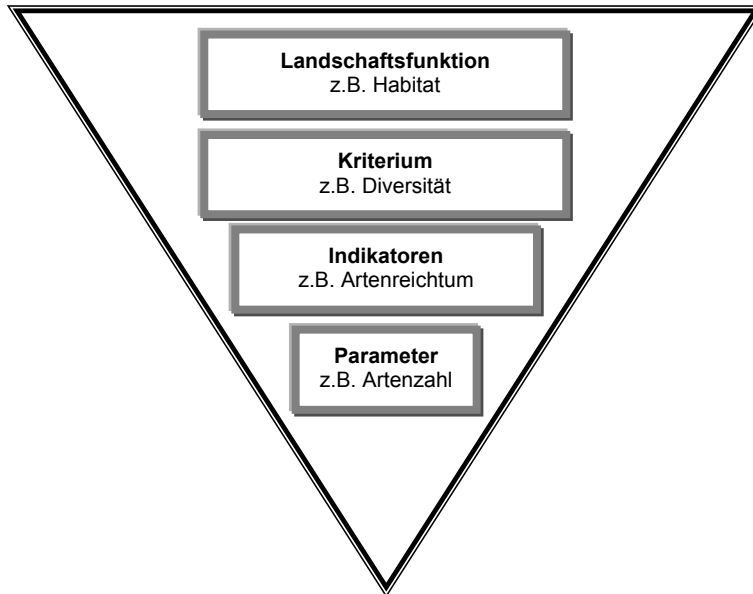 Landschaftsfunktion
z.B. Habitat
Kriterium
z.B. Diversität
Indikatoren
z.B. Artenreichtum
Parameter
z.B. Artenzahl